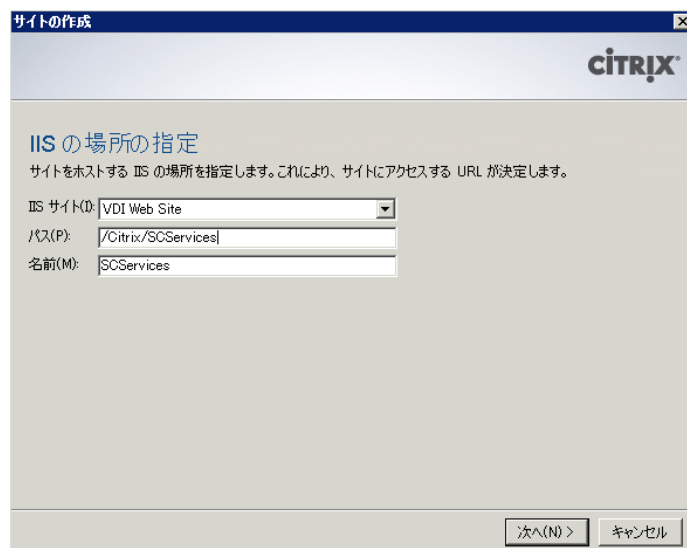 サイトの作成
CİTRIX®
IIS の場所の指定
サイトをホストする IIS の場所を指定します。これにより、サイトにアクセスする URL が決定します。
IIS サイト(I): VDI Web Site
パス(P): /Citrix/SCServices
名前(M): SCServices
次へ(N) >
キャンセル